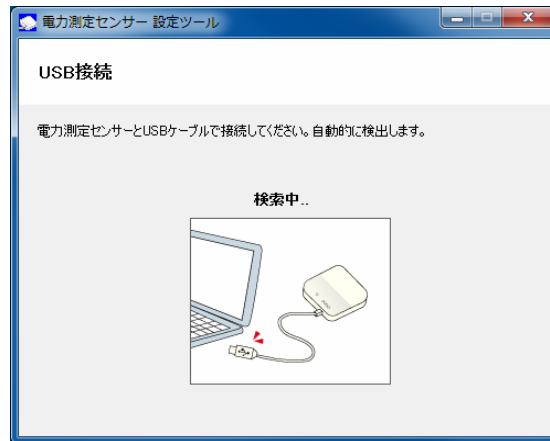 電力測定センサー 設定ツール
USB接続
電力測定センサーとUSBケーブルで接続してください。自動的に検出します。
検索中..